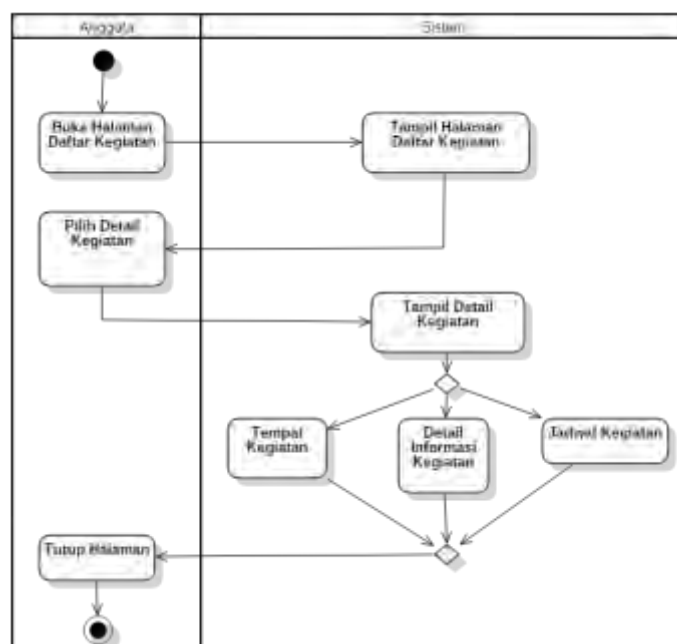 Anggota
Sistem
Buka Halaman
Daftar Kegiatan
Tampil Halaman
Daftar Kegiatan
Pilih Detail
Kegiatan
Tampil Detail
Kegiatan
Tempat
Kegiatan
Detail
Informasi
Kegiatan
Jadwal Kegiatan
Tutup Halaman